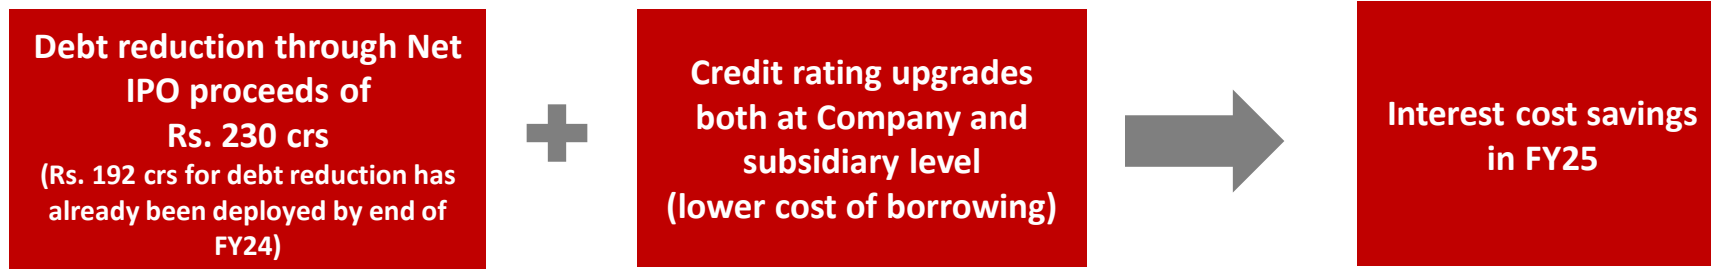 Debt reduction through Net
IPO proceeds of
Rs. 230 crs
(Rs. 192 crs for debt reduction has
already been deployed by end of
FY24)
Credit rating upgrades
both at Company and
subsidiary level
(lower cost of borrowing)
Interest cost savings
in FY25